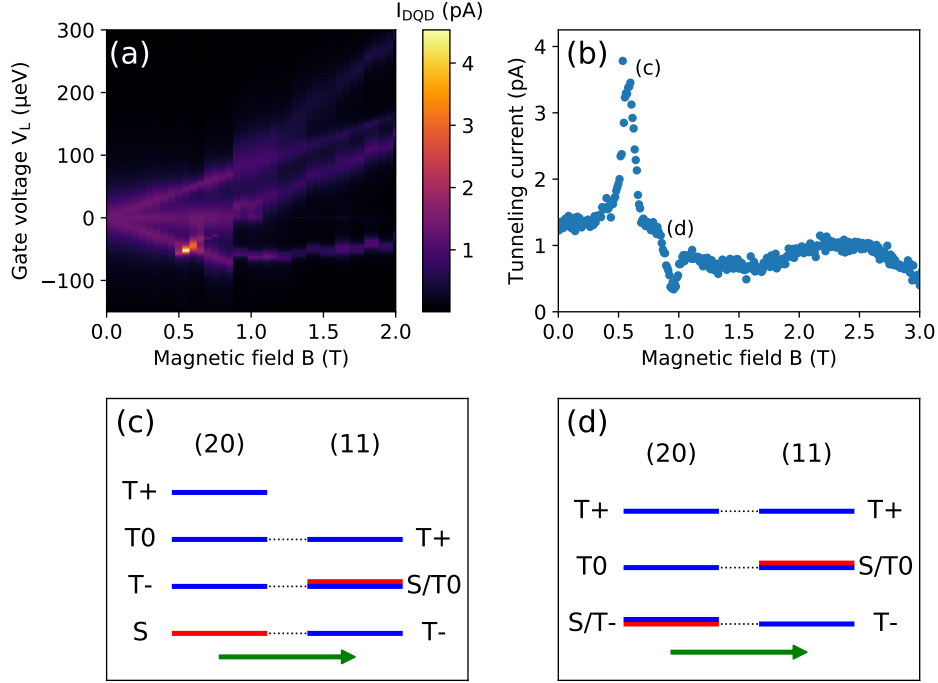 I_DQD (pA)
(a)
300
200
100
0
−100
Gate voltage V_L (µeV)
0.0 0.5 1.0 1.5 2.0
Magnetic field B (T)
4
3
2
1
(b)
(c)
(d)
4
3
2
1
0
Tunneling current (pA)
0.0 0.5 1.0 1.5 2.0 2.5 3.0
Magnetic field B (T)
(c)
(20) (11)
T+
T0 T+
T- S/T0
S T-
(d)
(20) (11)
T+ T+
T0 S/T0
S/T- T-